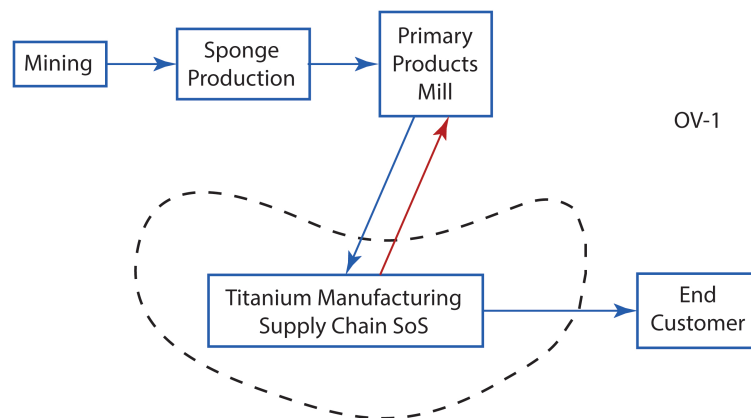 Mining
Sponge
Production
Primary
Products
Mill
OV-1
Titanium Manufacturing
Supply Chain SoS
End
Customer